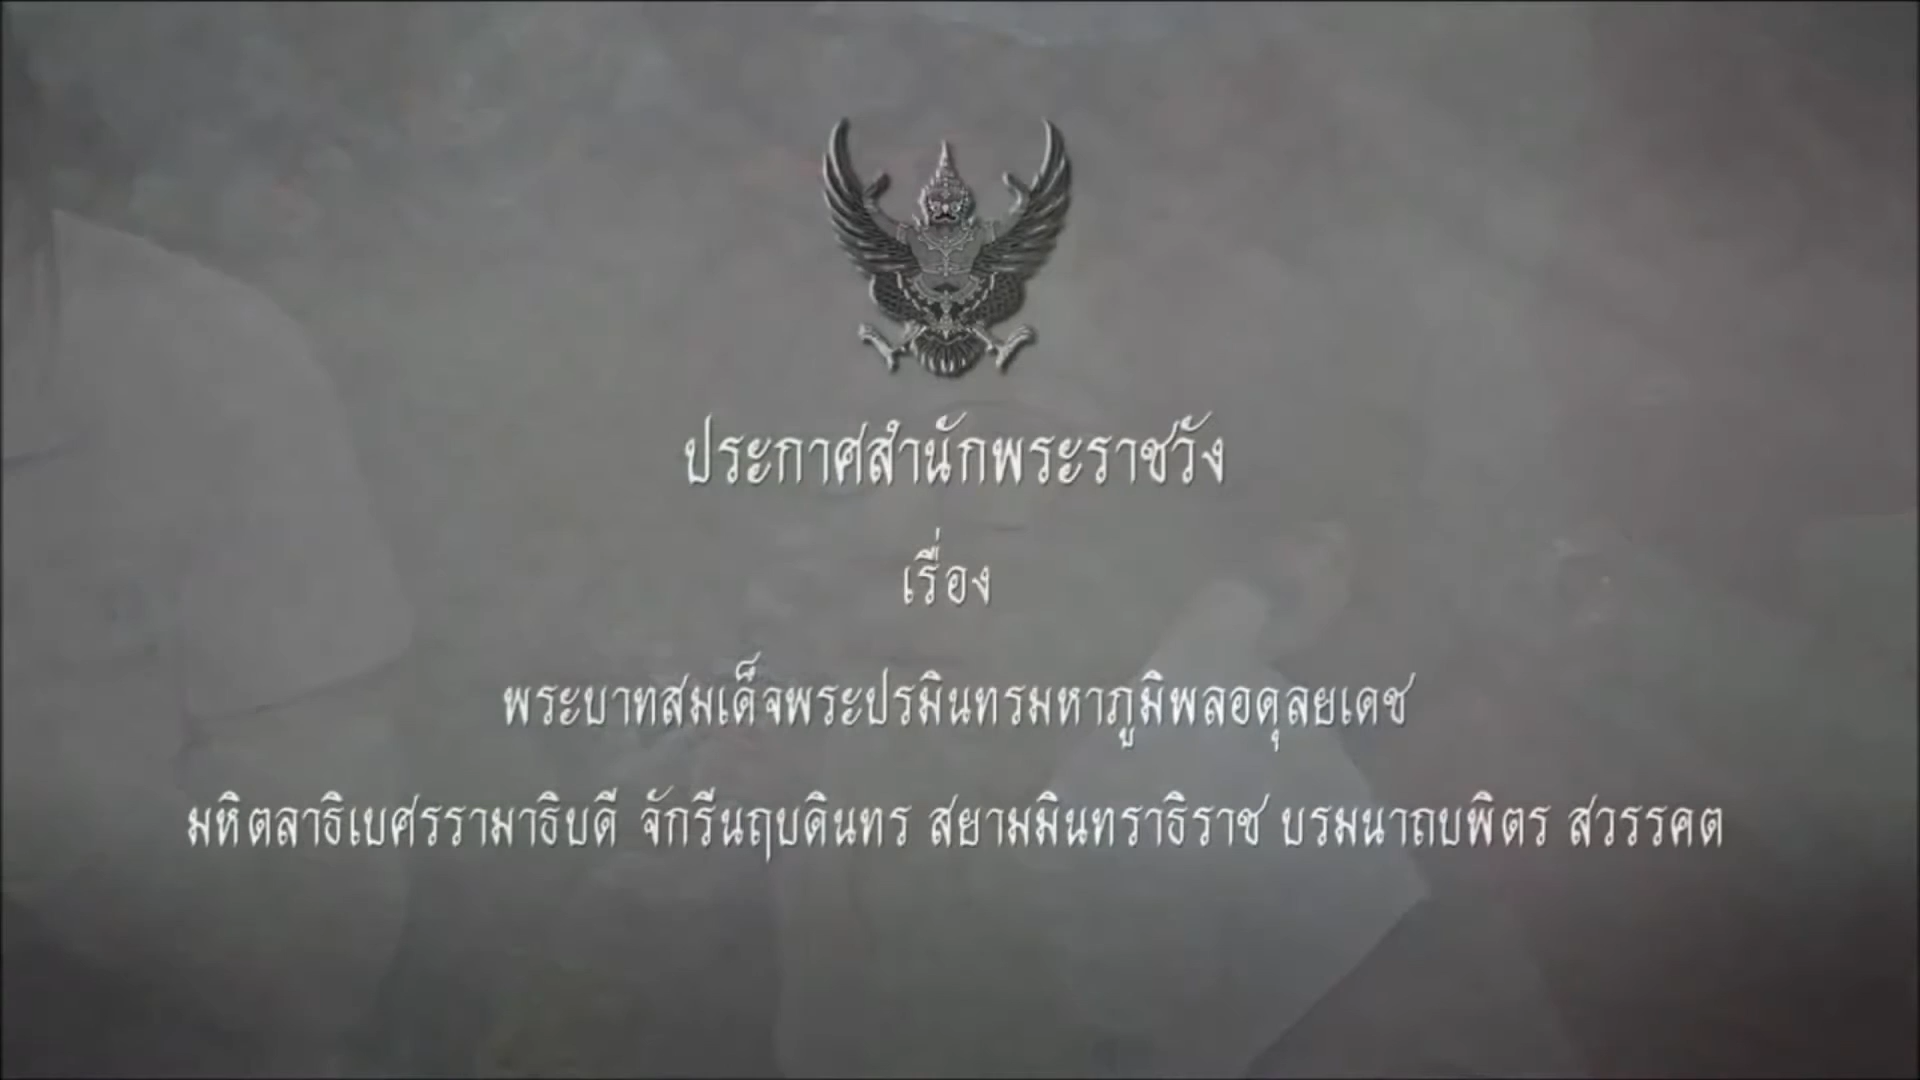 ประกาศสำนักพระราชวัง
เรื่อง
พระบาทสมเด็จพระปรมินทรมหาภูมิพลอดุลยเดช
มหิตลาธิเบศรรามาธิบดี จักรีนฤบดินทร สยามมินทราธิราช บรมนาถบพิตร สวรรคต